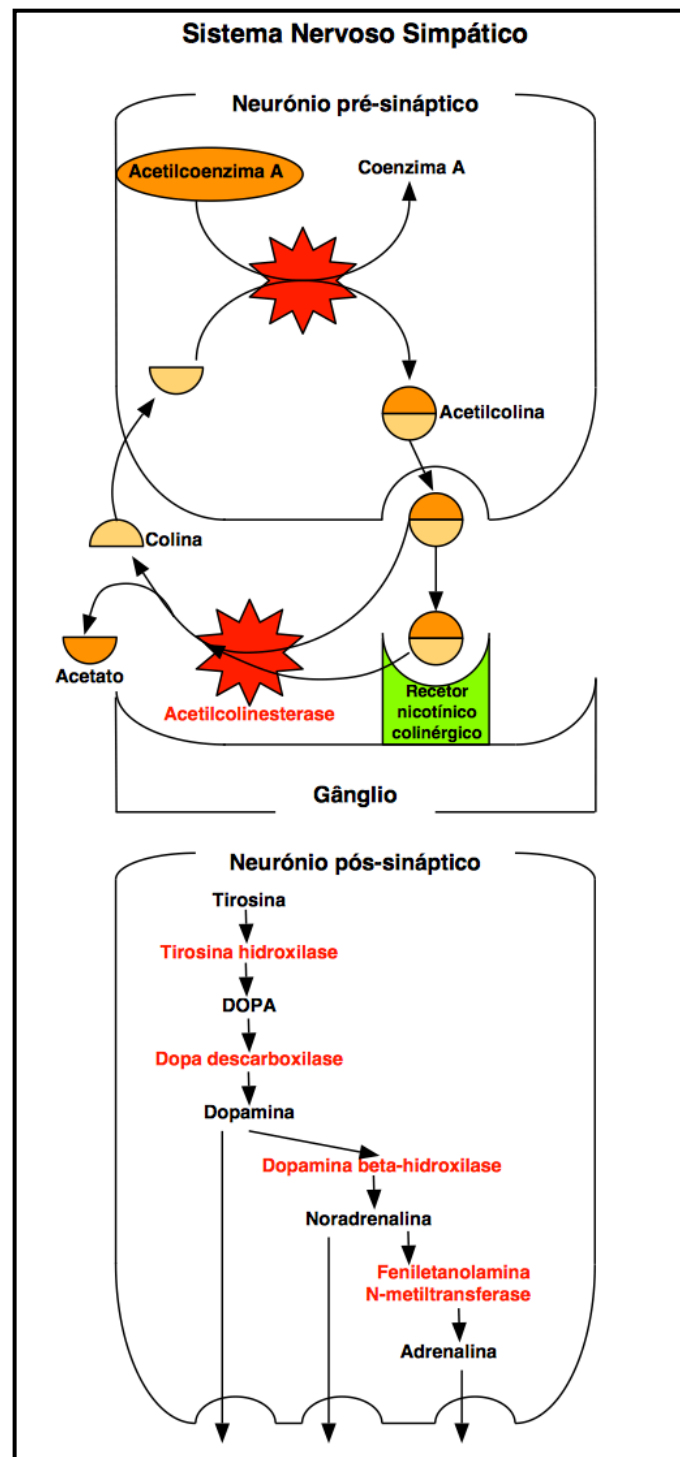 Sistema Nervoso Simpático
Neurónio pré-sináptico
Acetilcoenzima A
Coenzima A
Acetilcolina
Colina
Acetato
Acetilcolinesterase
Recetor
nicotínico
colinérgico
Gânglio
Neurónio pós-sináptico
Tirosina
Tirosina hidroxilase
DOPA
Dopa descarboxilase
Dopamina
Dopamina beta-hidroxilase
Noradrenalina
Feniletanolamina
N-metiltransferase
Adrenalina